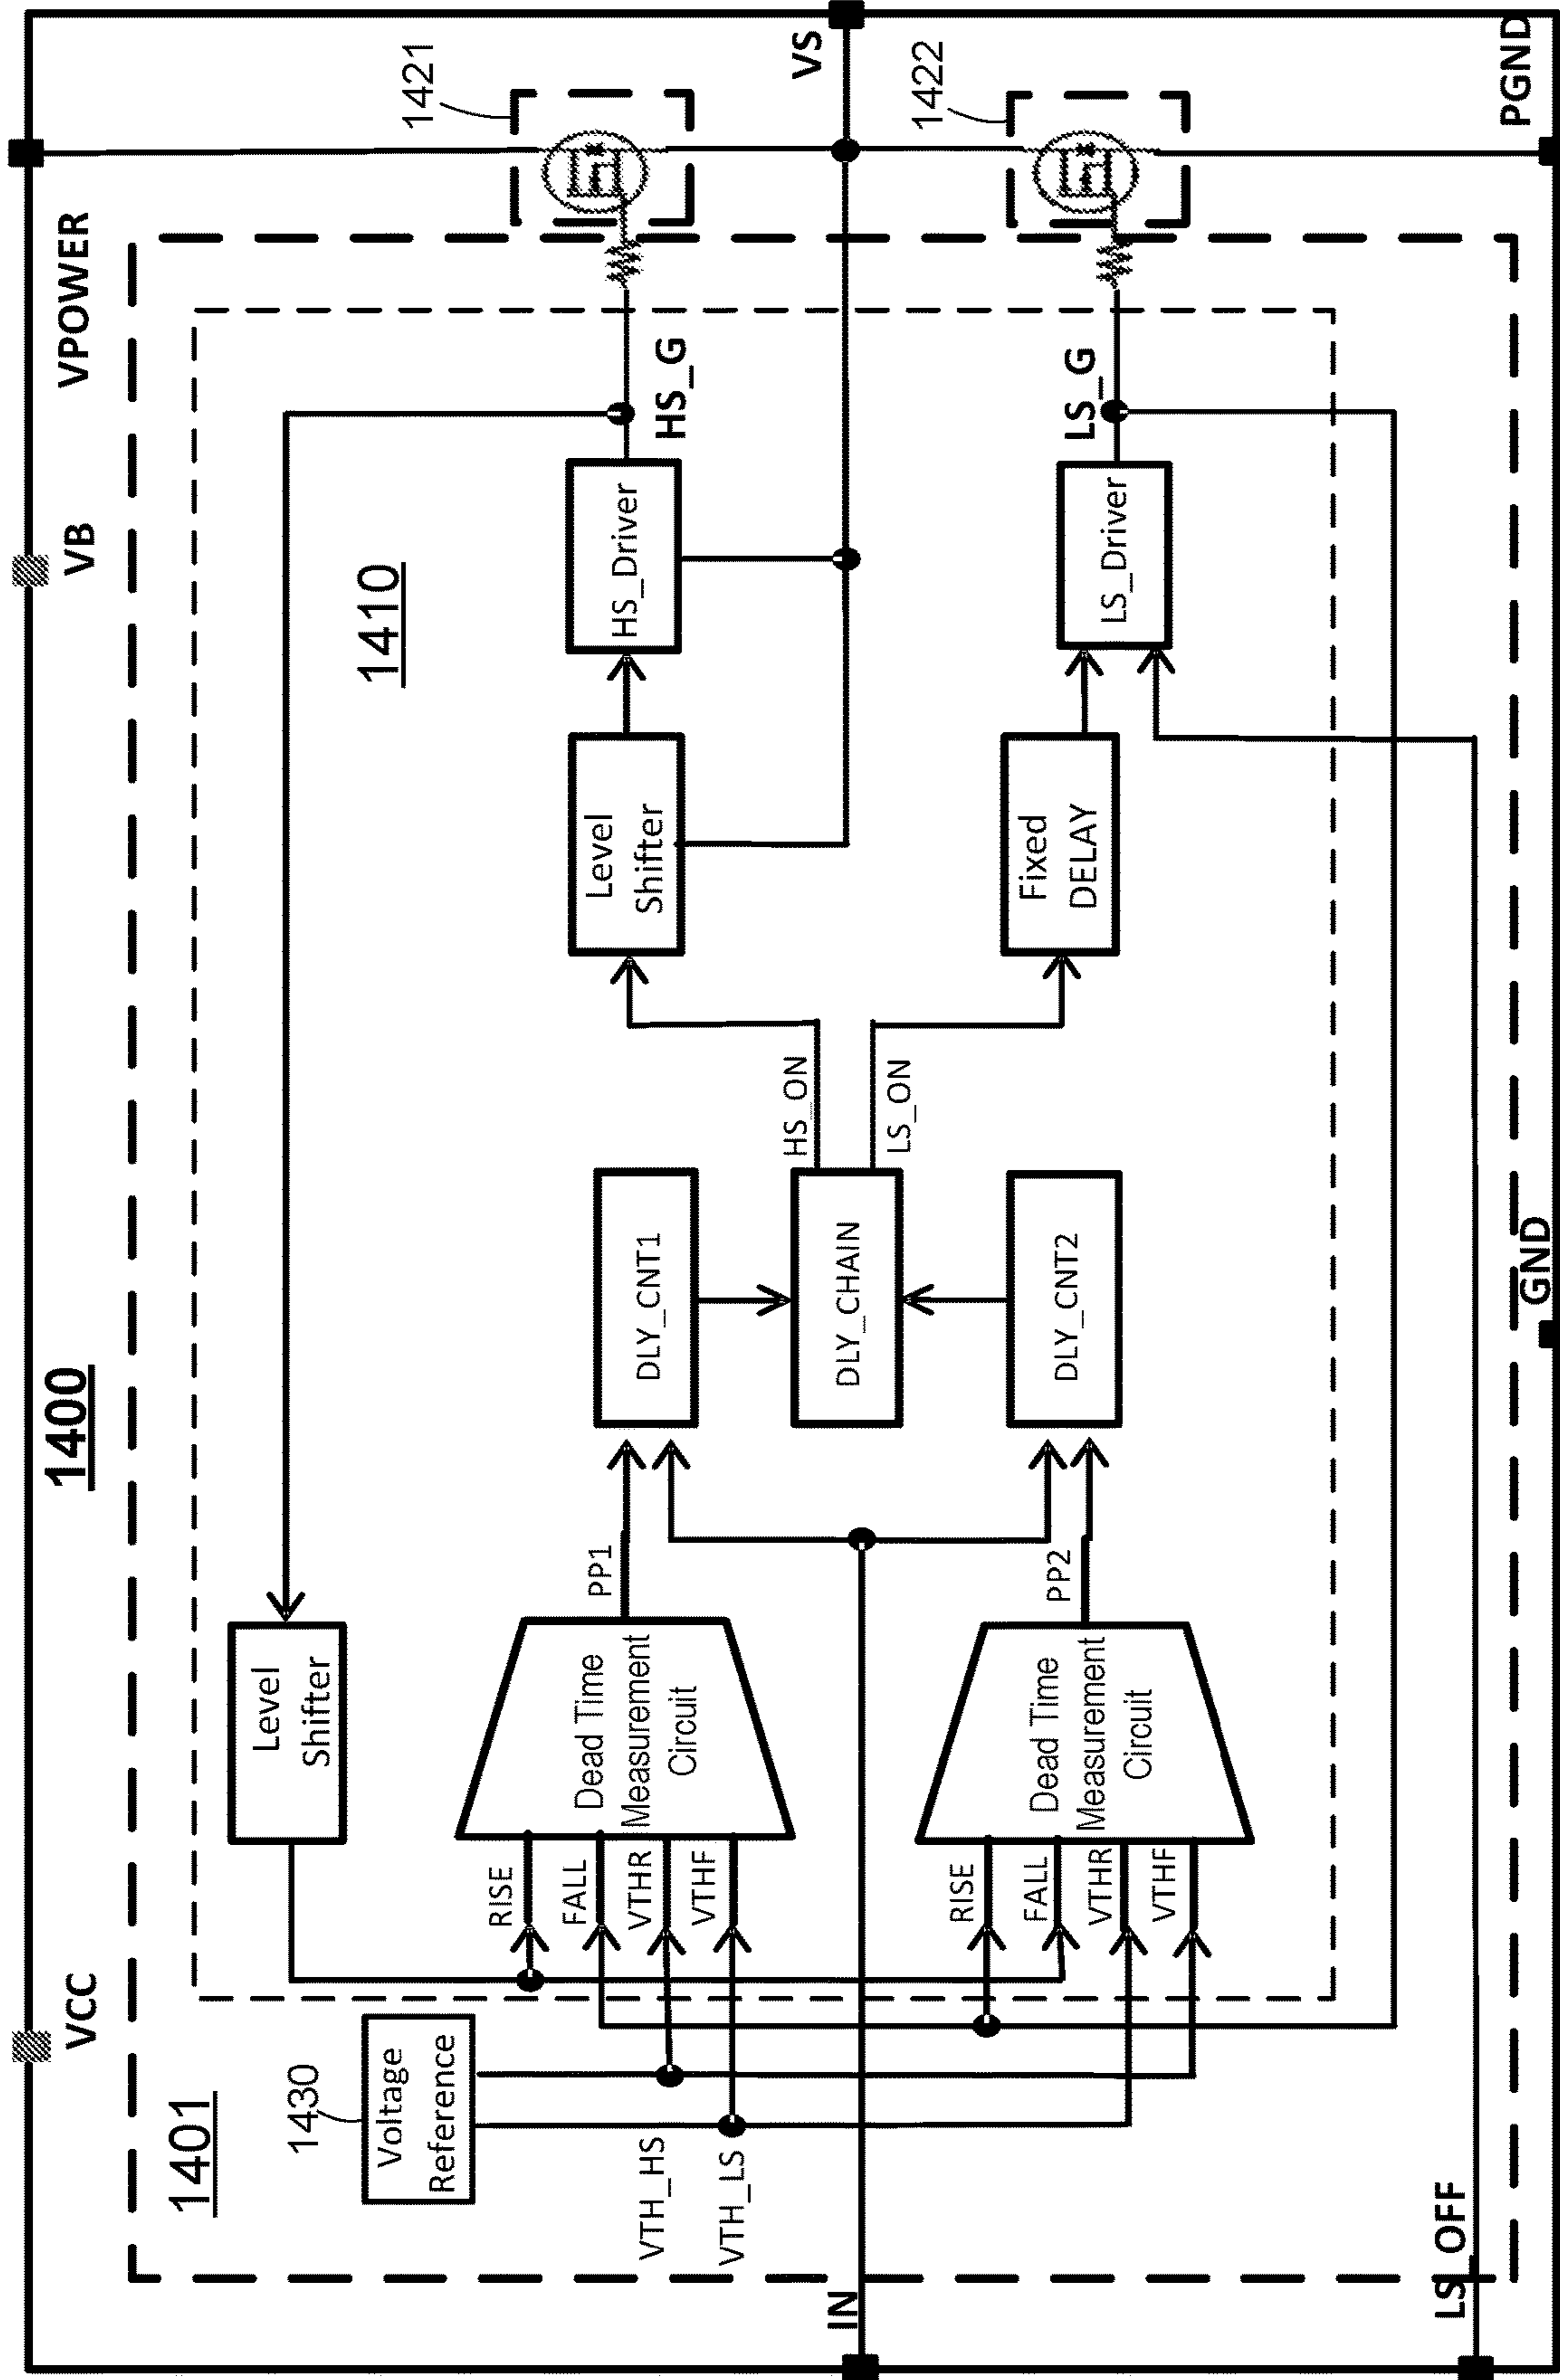 1400
VCC
VB
VPOWER
1401
1410
1421
VS
1422
PGND
GND
IN
LS_OFF
1430
Voltage
Reference
VTH_HS
VTH_LS
Level
Shifter
RISE
FALL
VTHR
VTHF
Dead Time
Measurement
Circuit
PP1
RISE
FALL
VTHR
VTHF
Dead Time
Measurement
Circuit
PP2
DLY_CNT1
DLY_CHAIN
DLY_CNT2
HS_ON
LS_ON
Level
Shifter
Fixed
DELAY
HS_Driver
LS_Driver
HS_G
LS_G